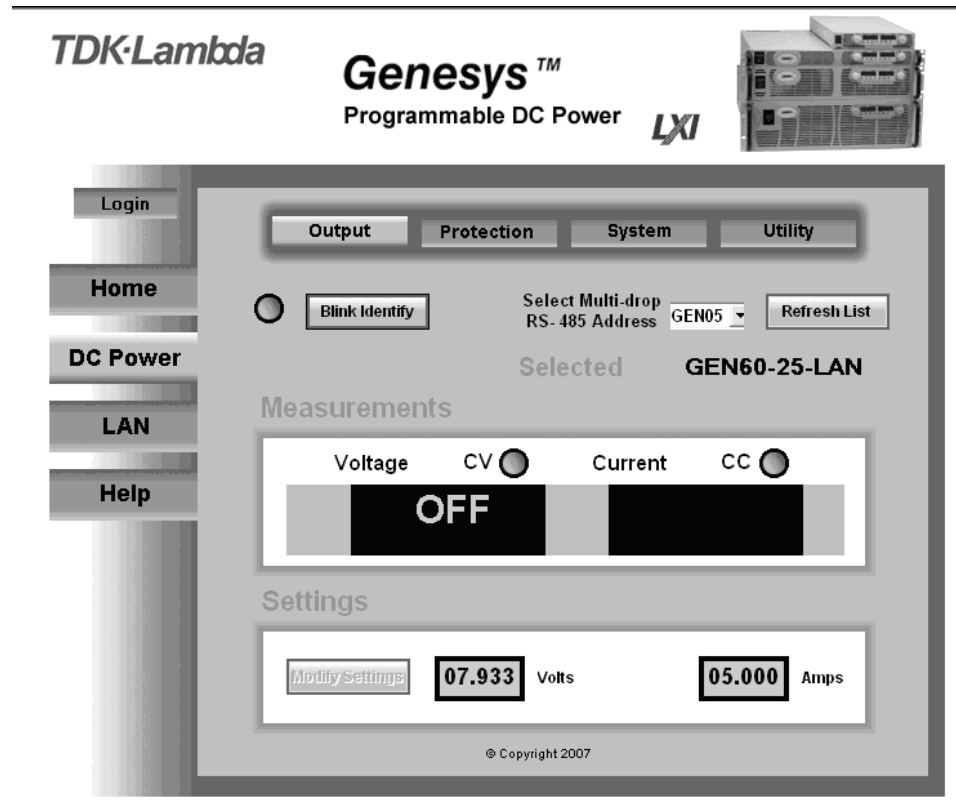 TDK·Lambda
Genesys™
Programmable DC Power
LXI
Login
Output Protection System Utility
Home
Blink Identify
Select Multi-drop
RS-485 Address
GEN05
Refresh List
DC Power
Selected GEN60-25-LAN
Measurements
LAN
Voltage CV Current CC
Help
OFF
Settings
Modify Settings 07.933 Volts 05.000 Amps
© Copyright 2007